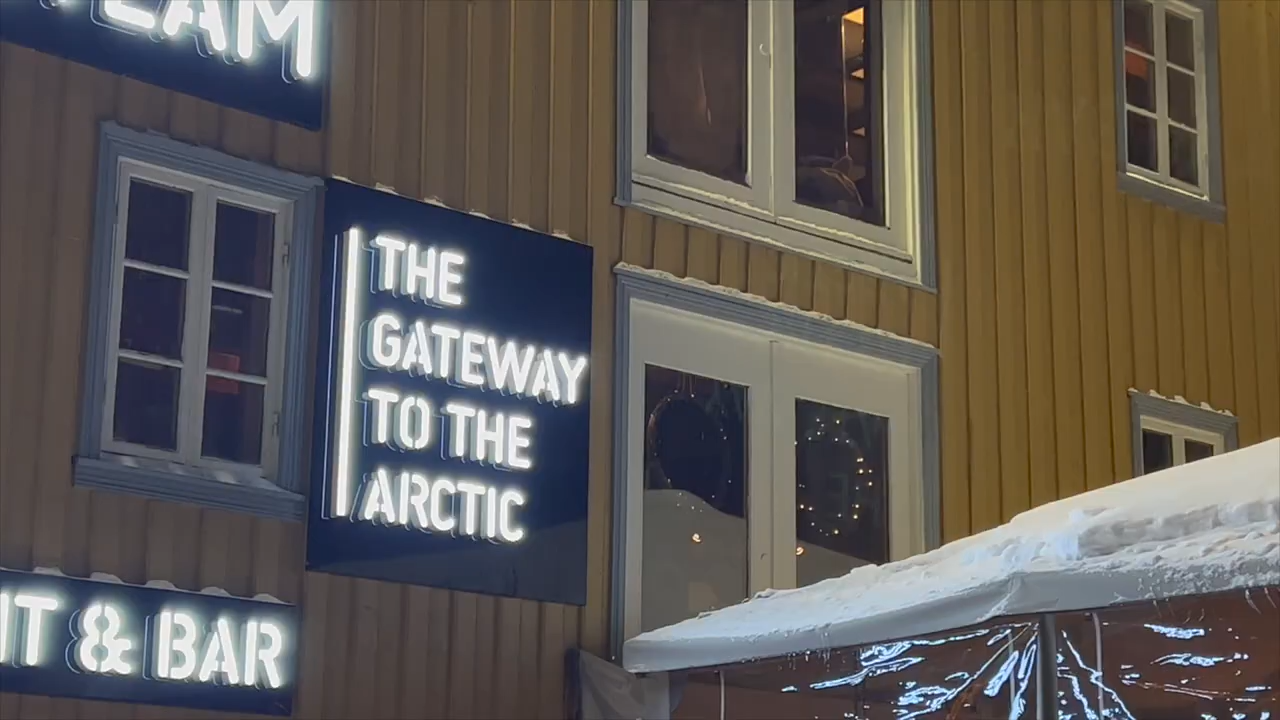 THE
GATEWAY
TO THE
ARCTIC
& BAR